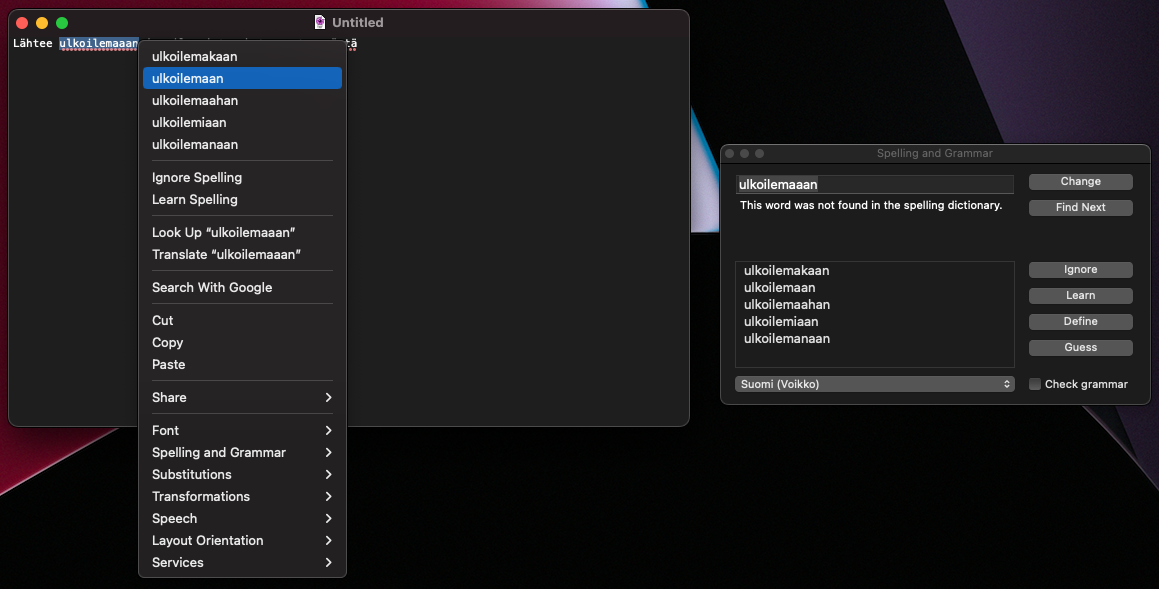 Untitled
Lähtee ulkoilemaaan
ulkoilemakaan
ulkoilemaan
ulkoilemaahan
ulkoilemiaan
ulkoilemanaan
Ignore Spelling
Learn Spelling
Look Up “ulkoilemaaan”
Translate “ulkoilemaaan”
Search With Google
Cut
Copy
Paste
Share
Font
Spelling and Grammar
Substitutions
Transformations
Speech
Layout Orientation
Services
Spelling and Grammar
ulkoilemaaan
Change
This word was not found in the spelling dictionary.
Find Next
ulkoilemakaan
ulkoilemaan
ulkoilemaahan
ulkoilemiaan
ulkoilemanaan
Ignore
Learn
Define
Guess
Suomi (Voikko)
Check grammar